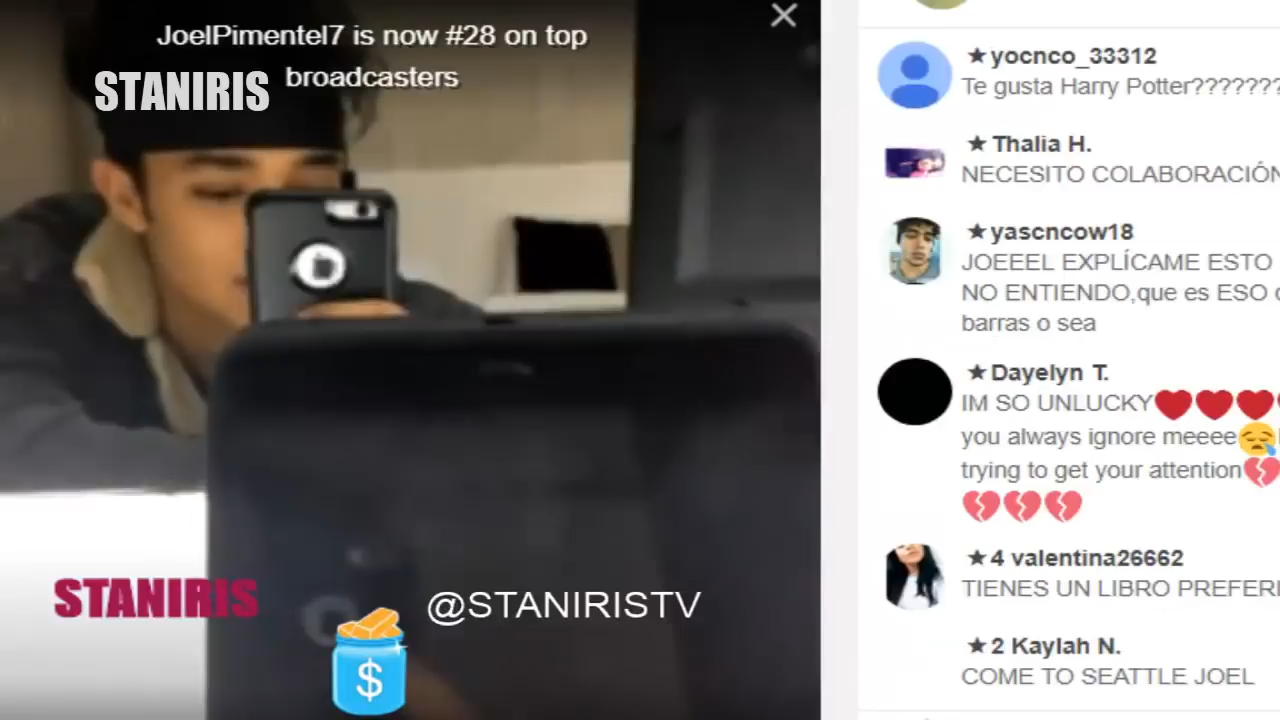 JoelPimentel7 is now #28 on top
broadcasters
STANIRIS
STANIRIS
@STANIRISTV
$
★ yocnco_33312
Te gusta Harry Potter???????
★ Thalia H.
NECESITO COLABORACIÓN
★ yascncow18
JOEEEL EXPLÍCAME ESTO
NO ENTIENDO,que es ESO
barras o sea
★ Dayelyn T.
IM SO UNLUCKY❤❤❤
you always ignore meeee😪
trying to get your attention💔
💔💔💔
★ 4 valentina26662
TIENES UN LIBRO PREFERI
★ 2 Kaylah N.
COME TO SEATTLE JOEL